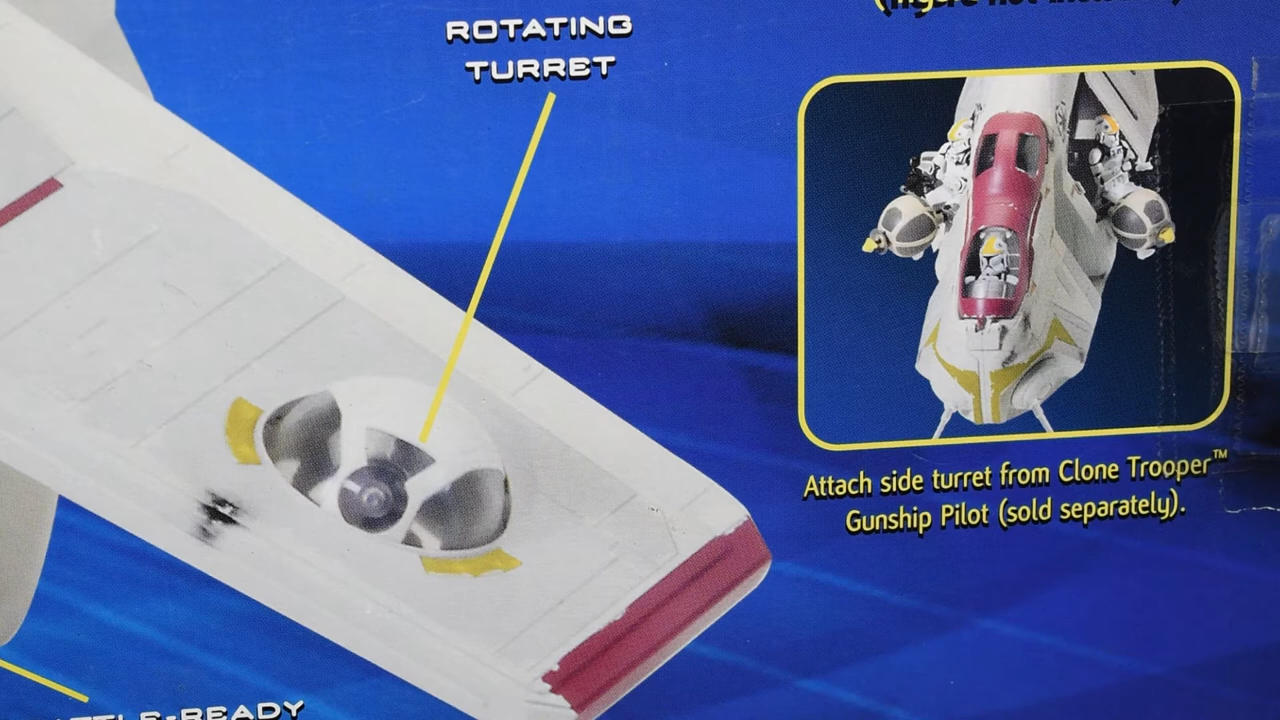 ROTATING
TURRET
Attach side turret from Clone Trooper™
Gunship Pilot (sold separately).